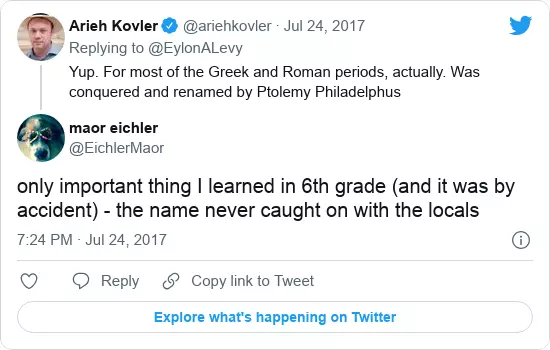 Arieh Kovler @ariehkovler · Jul 24, 2017
Replying to @EylonALevy
Yup. For most of the Greek and Roman periods, actually. Was
conquered and renamed by Ptolemy Philadelphus
maor eichler
@EichlerMaor
only important thing I learned in 6th grade (and it was by
accident) - the name never caught on with the locals
7:24 PM · Jul 24, 2017
Reply Copy link to Tweet
Explore what's happening on Twitter